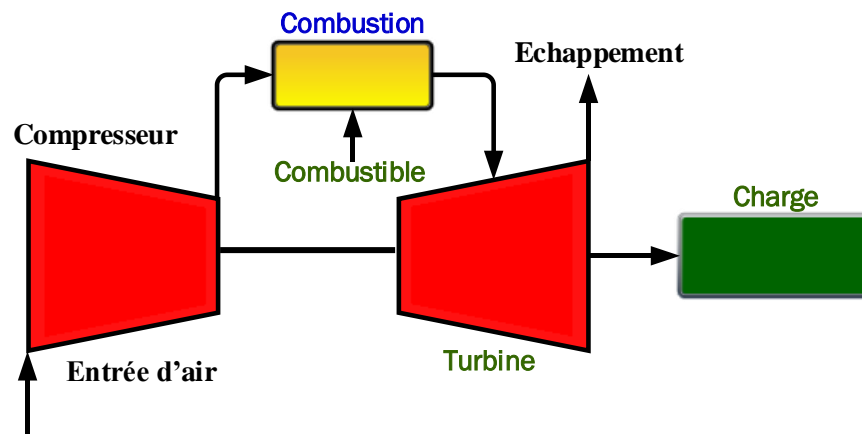 Combustion
Echappement
Compresseur
Combustible
Charge
Entrée d’air
Turbine